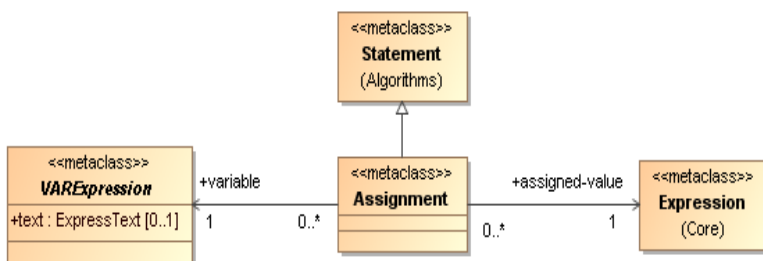 <<metaclass>>
Statement
(Algorithms)
<<metaclass>>
VARExpression
+text : ExpressText [0..1]
+variable
1
0..*
<<metaclass>>
Assignment
+assigned-value
0..*
1
<<metaclass>>
Expression
(Core)